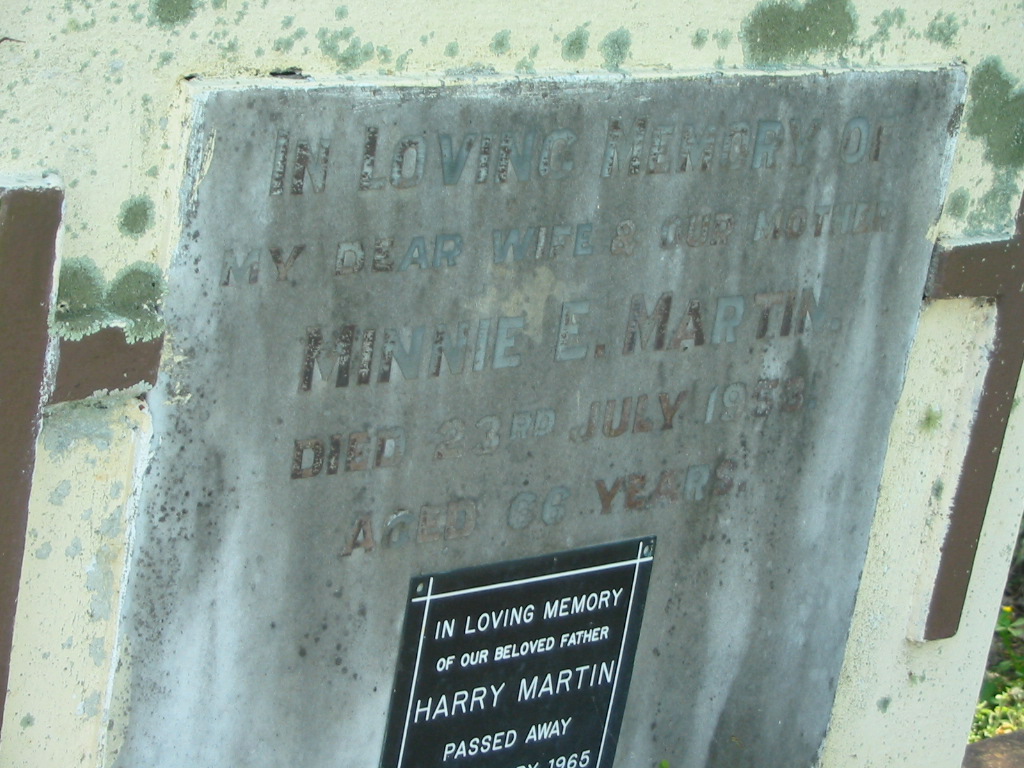 IN LOVING MEMORY OF
MY DEAR WIFE & OUR MOTHER
MINNIE E. MARTIN.
DIED 23RD JULY
AGED 66 YEARS.
IN LOVING MEMORY
OF OUR BELOVED FATHER
HARRY MARTIN
PASSED AWAY
1965